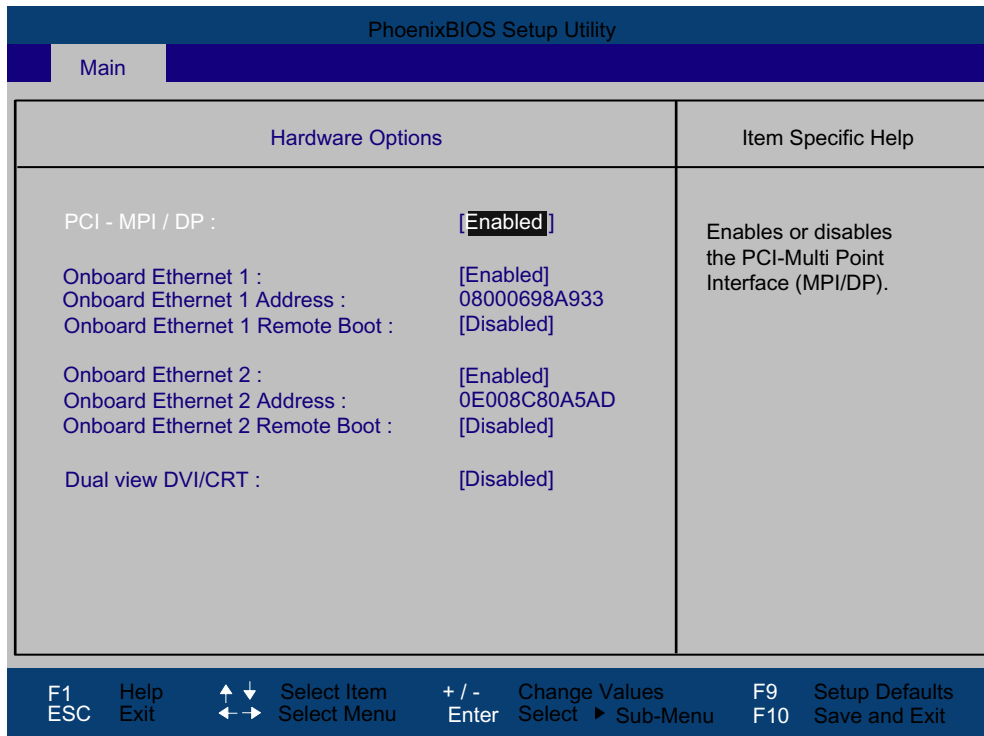 PhoenixBIOS Setup Utility
Main
Hardware Options
Item Specific Help
PCI - MPI / DP : [Enabled]
Onboard Ethernet 1 : [Enabled]
Onboard Ethernet 1 Address : 08000698A933
Onboard Ethernet 1 Remote Boot : [Disabled]
Onboard Ethernet 2 : [Enabled]
Onboard Ethernet 2 Address : 0E008C80A5AD
Onboard Ethernet 2 Remote Boot : [Disabled]
Dual view DVI/CRT : [Disabled]
Enables or disables
the PCI-Multi Point
Interface (MPI/DP).
F1 Help Select Item + / - Change Values F9 Setup Defaults
ESC Exit Select Menu Enter Select Sub-Menu F10 Save and Exit